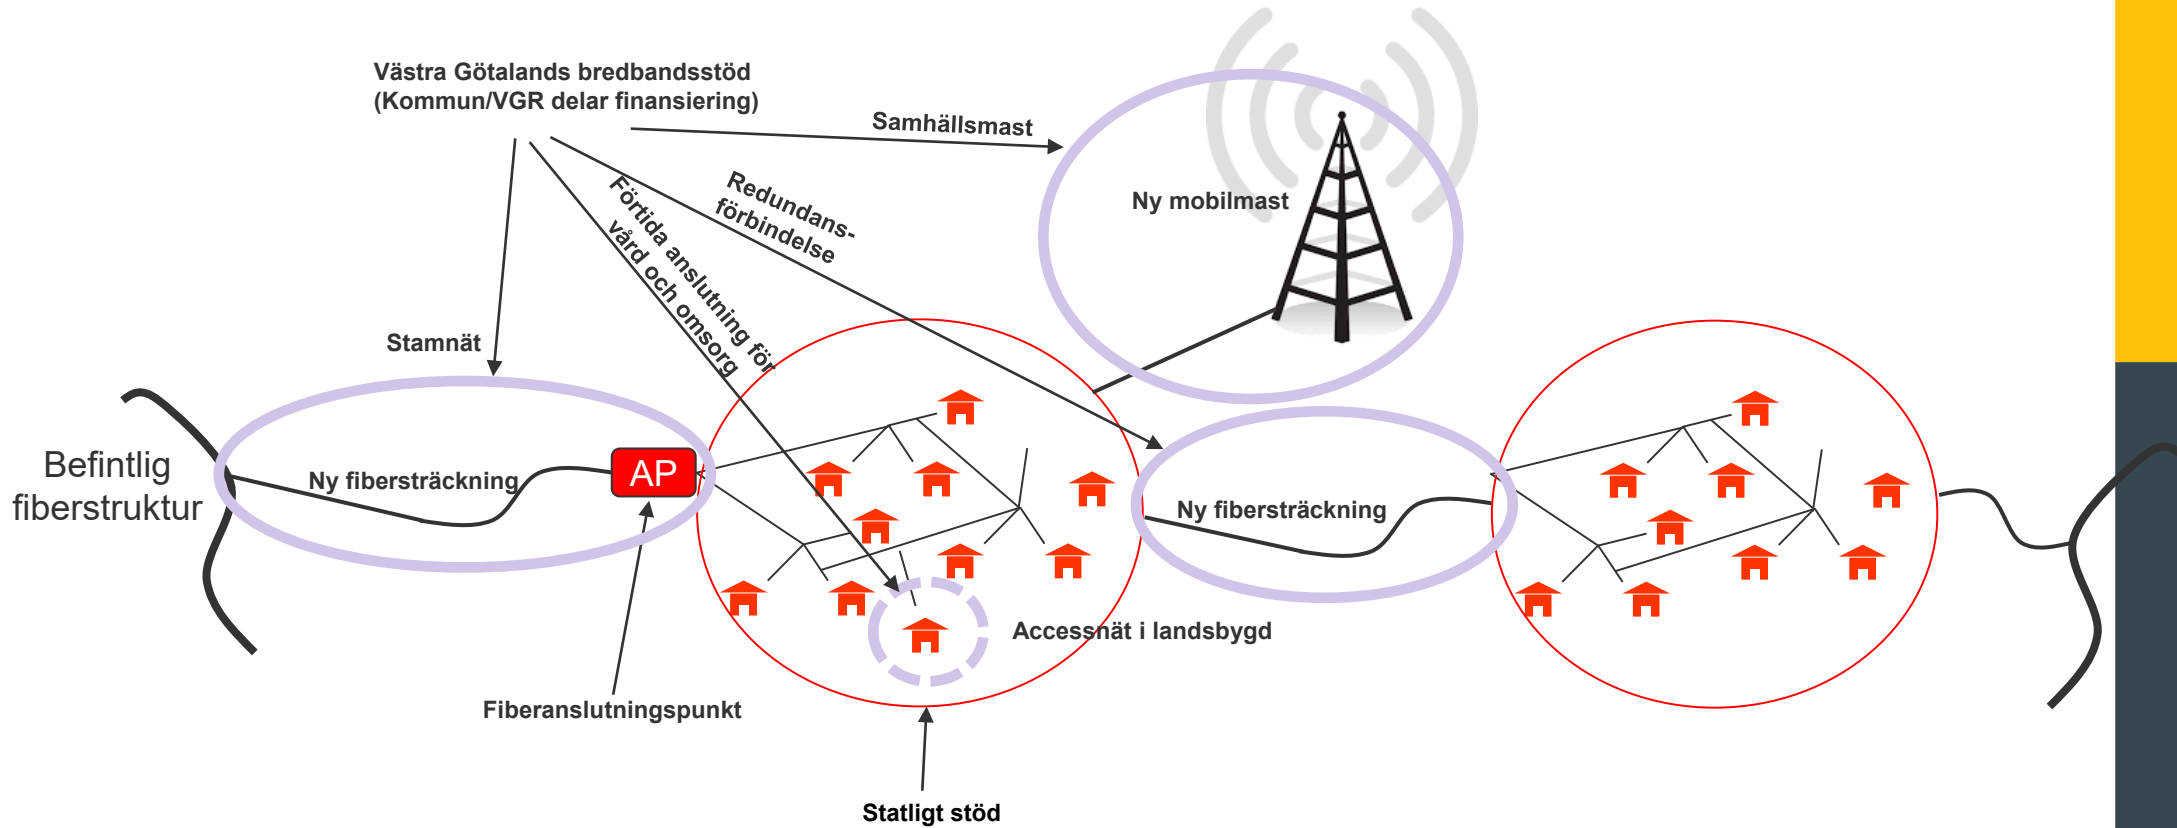 Västra Götalands bredbandsstöd
(Kommun/VGR delar finansiering)
Samhällsmast
Redundans-
förbindelse
Förtida anslutning för
vård och omsorg
Ny mobilmast
Stamnät
Befintlig
fiberstruktur
Ny fibersträckning
AP
Ny fibersträckning
Accessnät i landsbygd
Fiberanslutningspunkt
Statligt stöd